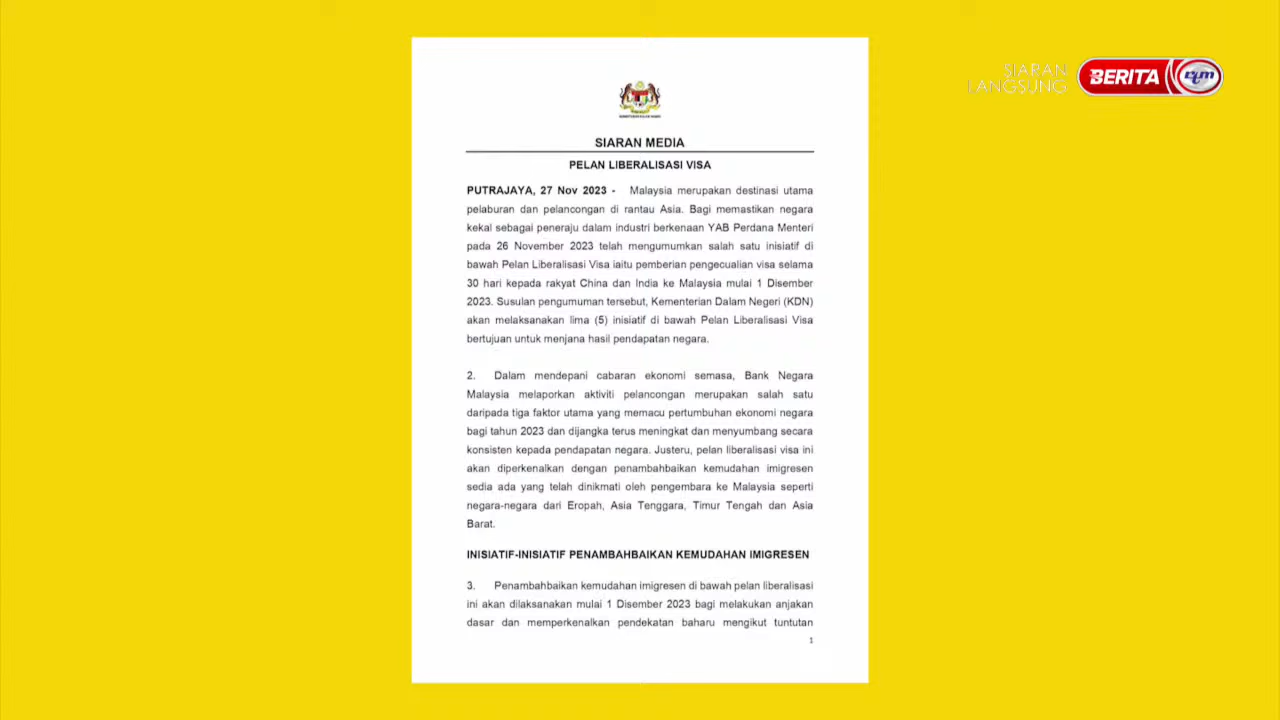 SIARAN
LANGSUNG
BERITA rtm
SIARAN MEDIA
PELAN LIBERALISASI VISA
PUTRAJAYA, 27 Nov 2023 - Malaysia merupakan destinasi utama
pelaburan dan pelancongan di rantau Asia. Bagi memastikan negara
kekal sebagai peneraju dalam industri berkenaan YAB Perdana Menteri
pada 26 November 2023 telah mengumumkan salah satu inisiatif di
bawah Pelan Liberalisasi Visa iaitu pemberian pengecualian visa selama
30 hari kepada rakyat China dan India ke Malaysia mulai 1 Disember
2023. Susulan pengumuman tersebut, Kementerian Dalam Negeri (KDN)
akan melaksanakan lima (5) inisiatif di bawah Pelan Liberalisasi Visa
bertujuan untuk menjana hasil pendapatan negara.
2. Dalam mendepani cabaran ekonomi semasa, Bank Negara
Malaysia melaporkan aktiviti pelancongan merupakan salah satu
daripada tiga faktor utama yang memacu pertumbuhan ekonomi negara
bagi tahun 2023 dan dijangka terus meningkat dan menyumbang secara
konsisten kepada pendapatan negara. Justeru, pelan liberalisasi visa ini
akan diperkenalkan dengan penambahbaikan kemudahan imigresen
sedia ada yang telah dinikmati oleh pengembara ke Malaysia seperti
negara-negara dari Eropah, Asia Tenggara, Timur Tengah dan Asia
Barat.
INISIATIF-INISIATIF PENAMBAHBAIKAN KEMUDAHAN IMIGRESEN
3. Penambahbaikan kemudahan imigresen di bawah pelan liberalisasi
ini akan dilaksanakan mulai 1 Disember 2023 bagi melakukan anjakan
dasar dan memperkenalkan pendekatan baharu mengikut tuntutan
1